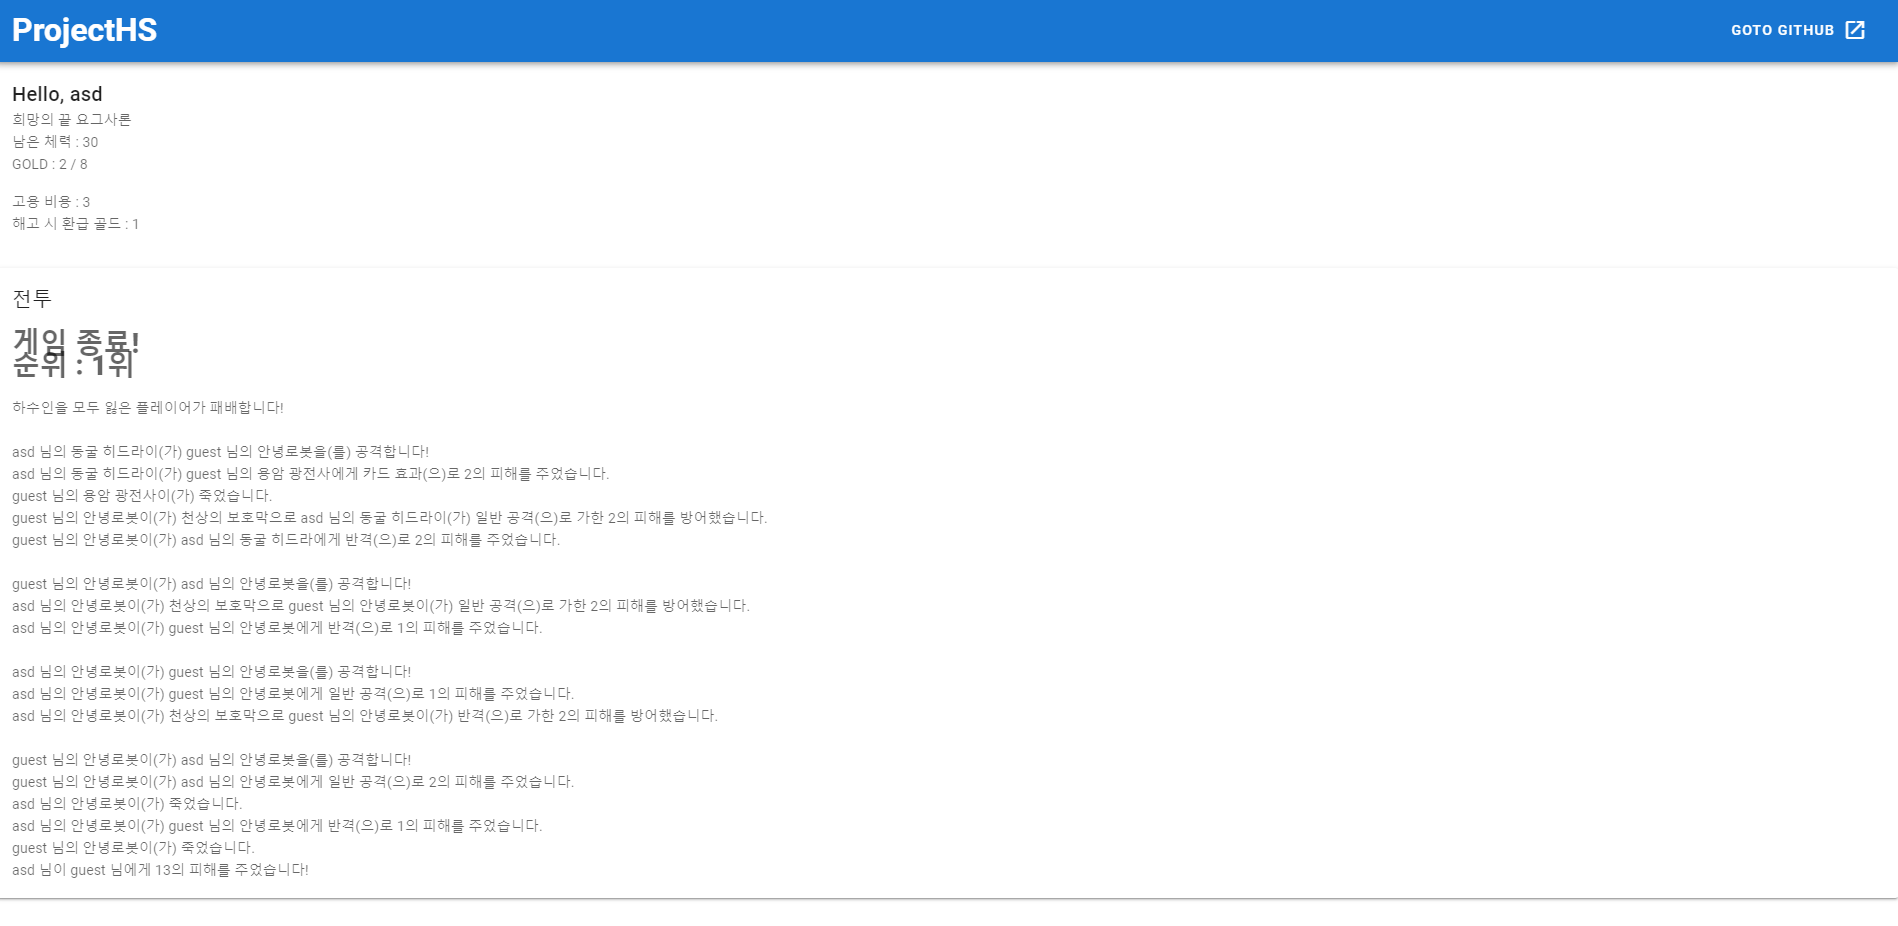 ProjectHS
GOTO GITHUB
Hello, asd
희망의 끝 요그사론
남은 체력 : 30
GOLD : 2 / 8
고용 비용 : 3
해고 시 환급 골드 : 1
전투
게임 종료!
순위 : 1위
하수인을 모두 잃은 플레이어가 패배합니다!
asd 님의 동굴 히드라이(가) guest 님의 안녕로봇을(를) 공격합니다!
asd 님의 동굴 히드라이(가) guest 님의 용암 광전사에게 카드 효과(으)로 2의 피해를 주었습니다.
guest 님의 용암 광전사이(가) 죽었습니다.
guest 님의 안녕로봇이(가) 천상의 보호막으로 asd 님의 동굴 히드라이(가) 일반 공격(으)로 가한 2의 피해를 방어했습니다.
guest 님의 안녕로봇이(가) asd 님의 동굴 히드라에게 반격(으)로 2의 피해를 주었습니다.
guest 님의 안녕로봇이(가) asd 님의 안녕로봇을(를) 공격합니다!
asd 님의 안녕로봇이(가) 천상의 보호막으로 guest 님의 안녕로봇이(가) 일반 공격(으)로 가한 2의 피해를 방어했습니다.
asd 님의 안녕로봇이(가) guest 님의 안녕로봇에게 반격(으)로 1의 피해를 주었습니다.
asd 님의 안녕로봇이(가) guest 님의 안녕로봇을(를) 공격합니다!
asd 님의 안녕로봇이(가) guest 님의 안녕로봇에게 일반 공격(으)로 1의 피해를 주었습니다.
asd 님의 안녕로봇이(가) 천상의 보호막으로 guest 님의 안녕로봇이(가) 반격(으)로 가한 2의 피해를 방어했습니다.
guest 님의 안녕로봇이(가) asd 님의 안녕로봇을(를) 공격합니다!
guest 님의 안녕로봇이(가) asd 님의 안녕로봇에게 일반 공격(으)로 2의 피해를 주었습니다.
asd 님의 안녕로봇이(가) 죽었습니다.
asd 님의 안녕로봇이(가) guest 님의 안녕로봇에게 반격(으)로 1의 피해를 주었습니다.
guest 님의 안녕로봇이(가) 죽었습니다.
asd 님이 guest 님에게 13의 피해를 주었습니다!